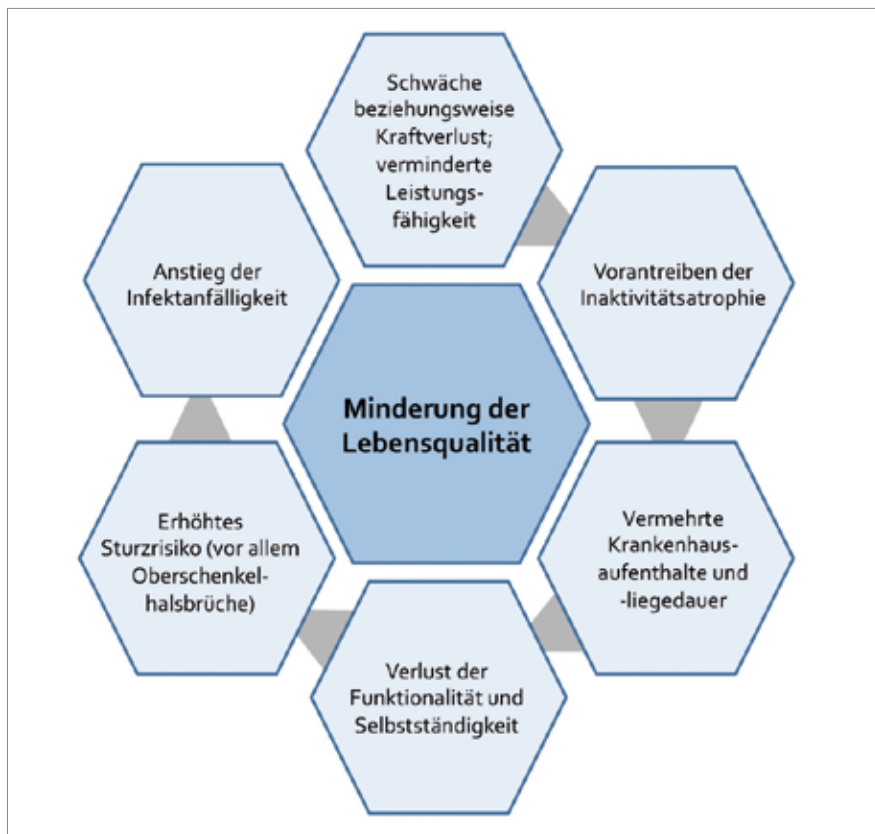 Schwäche
beziehungsweise
Kraftverlust;
verminderte
Leistungs-
fähigkeit
Vorantreiben der
Inaktivitätsatrophie
Vermehrte
Krankenhaus-
aufenthalte und
-liegedauer
Verlust der
Funktionalität und
Selbstständigkeit
Erhöhtes
Sturzrisiko (vor allem
Oberschenkel-
halsbrüche)
Anstieg der
Infektanfälligkeit
Minderung der
Lebensqualität